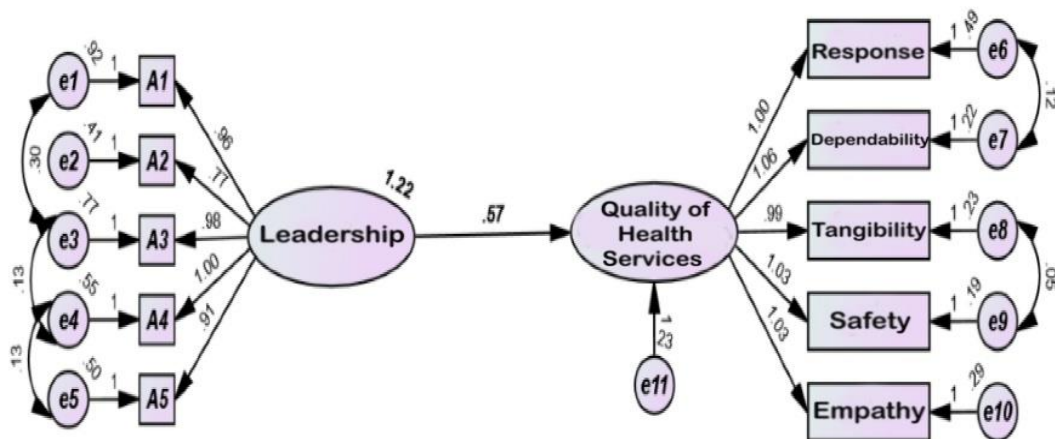 .92
e1
1
A1
.96
.30
.41
e2
1
A2
.77
.77
e3
1
A3
.98
.13
.55
e4
1
A4
1.00
.13
.50
e5
1
A5
.91
1.22
Leadership
.57
Quality of
Health
Services
1
23
e11
1.00
Response
1
.49
e6
.12
1.06
Dependability
1
.22
e7
.99
Tangibility
1
.23
e8
.05
1.03
Safety
1
.19
e9
1.03
Empathy
1
.29
e10